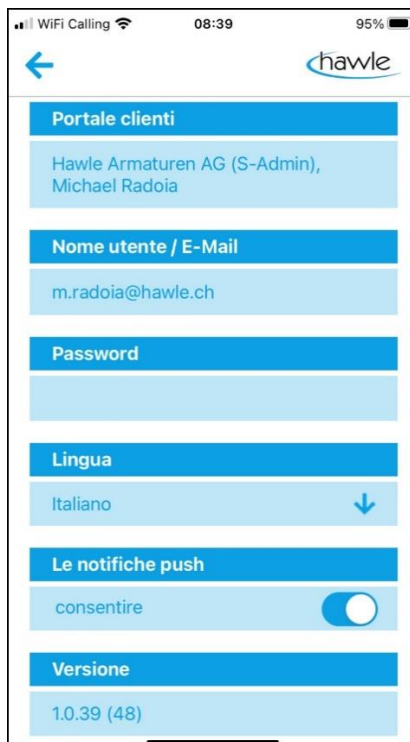 WiFi Calling 08:39 95%
hawle
Portale clienti
Hawle Armaturen AG (S-Admin),
Michael Radoia
Nome utente / E-Mail
m.radoia@hawle.ch
Password
Lingua
Italiano
Le notifiche push
consentire
Versione
1.0.39 (48)